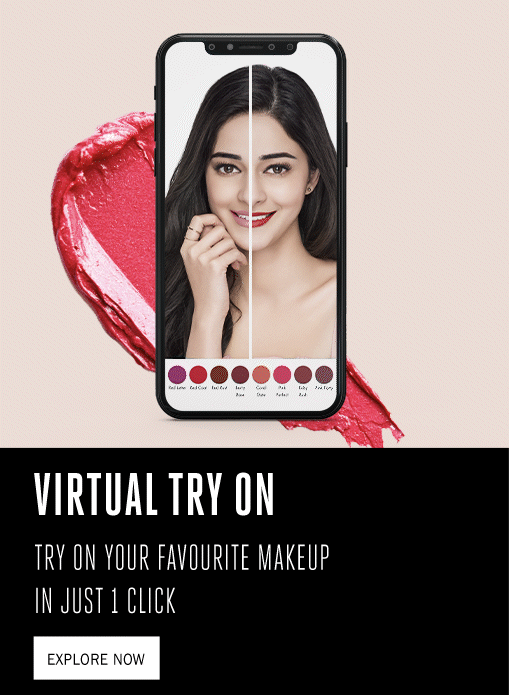 VIRTUAL TRY ON
TRY ON YOUR FAVOURITE MAKEUP
IN JUST 1 CLICK
EXPLORE NOW